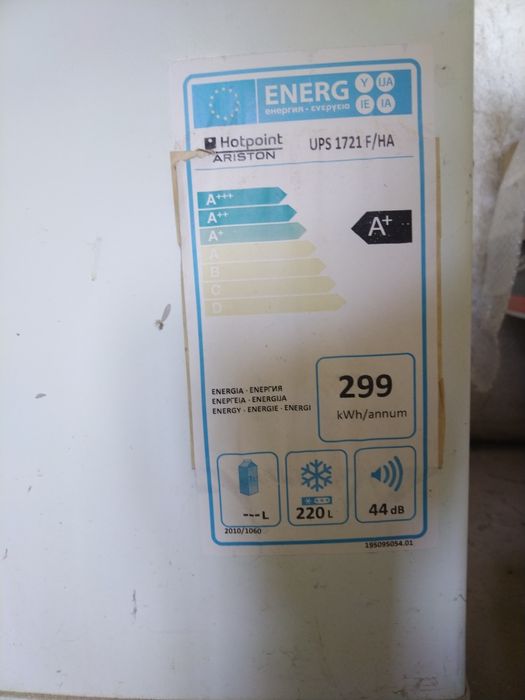 ENERG Y IJA
енергия · ενεργεια IE IA
Hotpoint
ARISTON
UPS 1721 F/HA
A+++
A++
A+
A
B
C
D
A+
ENERGIA · ЕНЕРГИЯ
ΕΝΕΡΓΕΙΑ · ENERGIJA
ENERGY · ENERGIE · ENERGI
299
kWh/annum
---L
220 L
44 dB
2010/1060
195095054.01